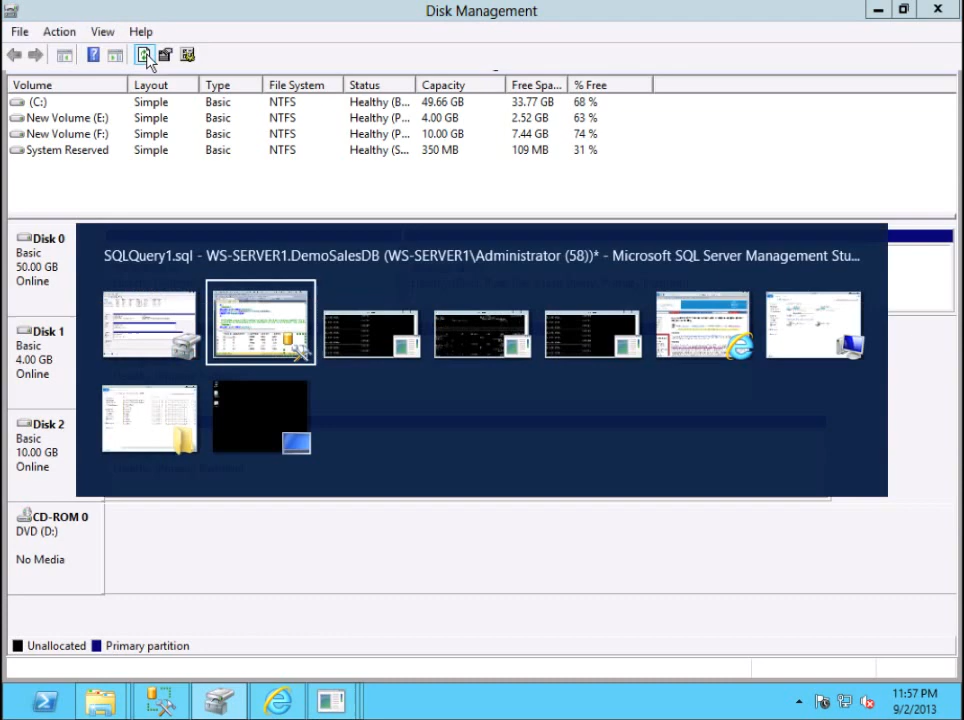 Disk Management
File Action View Help
Volume Layout Type File System Status Capacity Free Spa... % Free
(C:) Simple Basic NTFS Healthy (B... 49.66 GB 33.77 GB 68 %
New Volume (E:) Simple Basic NTFS Healthy (P... 4.00 GB 2.52 GB 63 %
New Volume (F:) Simple Basic NTFS Healthy (P... 10.00 GB 7.44 GB 74 %
System Reserved Simple Basic NTFS Healthy (S... 350 MB 109 MB 31 %
Disk 0
Basic
50.00 GB
Online
SQLQuery1.sql - WS-SERVER1.DemoSalesDB (WS-SERVER1\Administrator (58))* - Microsoft SQL Server Management Stu...
Disk 1
Basic
4.00 GB
Online
Disk 2
Basic
10.00 GB
Online
CD-ROM 0
DVD (D:)
No Media
Unallocated Primary partition
11:57 PM
9/2/2013